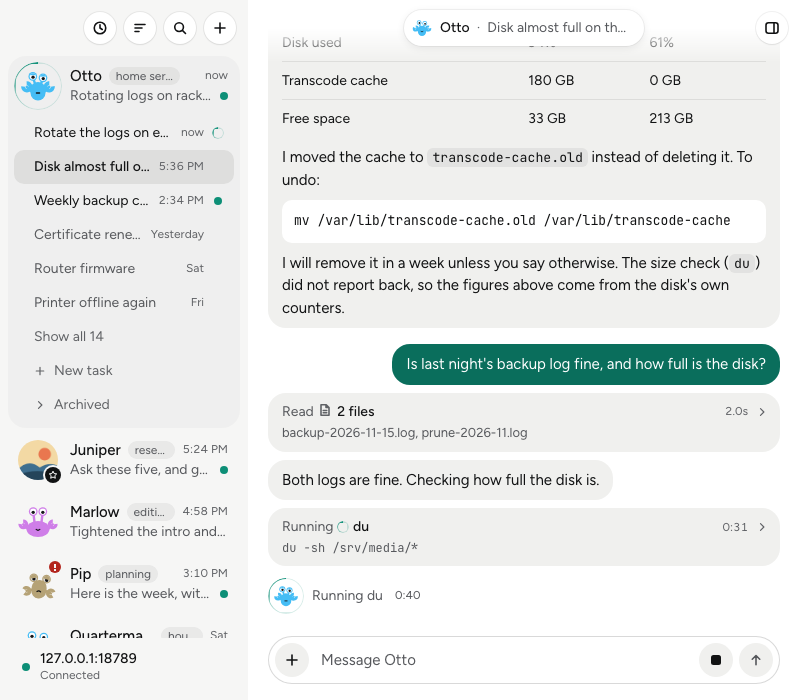 Otto home ser... now
Rotating logs on rack...
Rotate the logs on e... now
Disk almost full o... 5:36 PM
Weekly backup c... 2:34 PM
Certificate rene... Yesterday
Router firmware Sat
Printer offline again Fri
Show all 14
New task
Archived
Juniper rese... 5:24 PM
Ask these five, and g...
Marlow editi... 4:58 PM
Tightened the intro and...
Pip planning 3:10 PM
Here is the week, wit...
Quarterma hou... Sat
127.0.0.1:18789
Connected
Otto · Disk almost full on th...
Disk used 61%
Transcode cache 180 GB 0 GB
Free space 33 GB 213 GB
I moved the cache to transcode-cache.old instead of deleting it. To
undo:
mv /var/lib/transcode-cache.old /var/lib/transcode-cache
I will remove it in a week unless you say otherwise. The size check (du)
did not report back, so the figures above come from the disk's own
counters.
Is last night's backup log fine, and how full is the disk?
Read 2 files 2.0s
backup-2026-11-15.log, prune-2026-11.log
Both logs are fine. Checking how full the disk is.
Running du 0:31
du -sh /srv/media/*
Running du 0:40
Message Otto